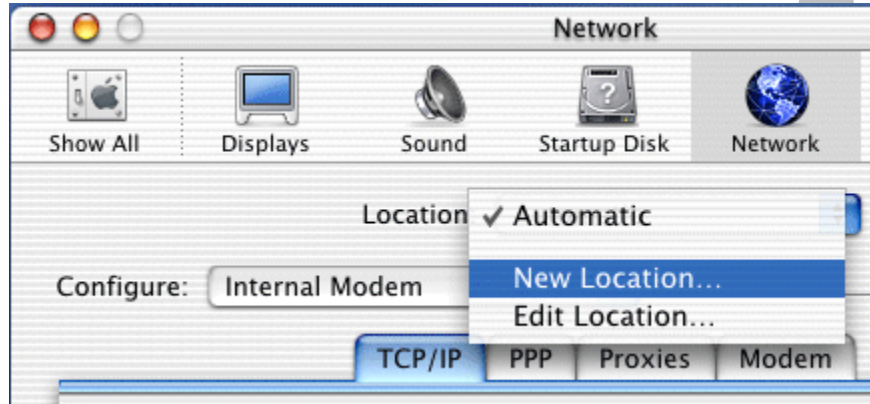 Network
Show All Displays Sound Startup Disk ? Network
Location ✓ Automatic
New Location...
Configure: Internal Modem
Edit Location...
TCP/IP PPP Proxies Modem